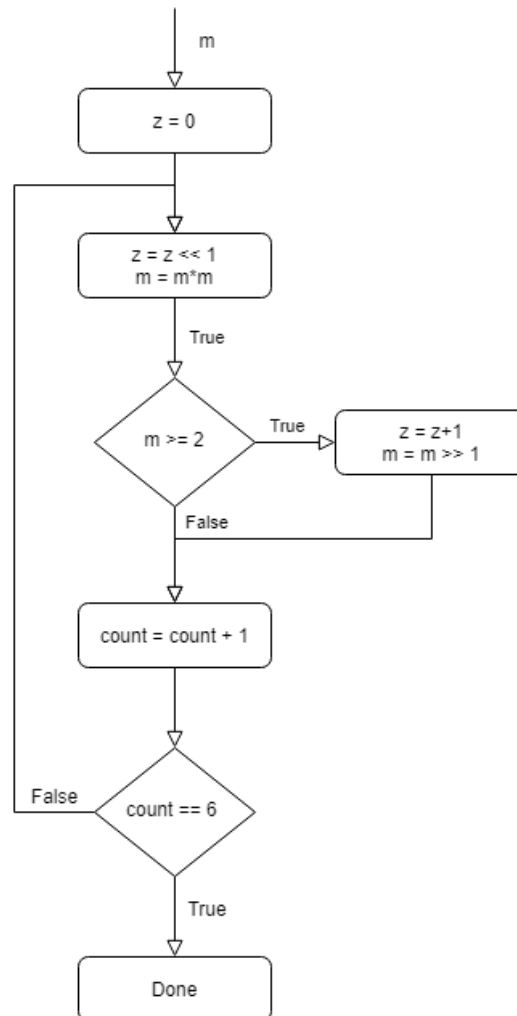 m
z = 0
z = z << 1
m = m*m
True
m >= 2
True
z = z+1
m = m >> 1
False
count = count + 1
False
count == 6
True
Done